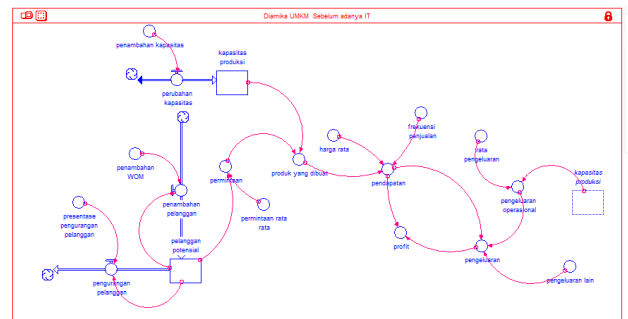 Diamika UMKM Sebelum adanya IT
penambahan kapasitas
kapasitas
produksi
perubahan
kapasitas
harga rata
frekuensi
penjualan
rata
pengeluaran
penambahan
WOM
permintaan
produk yang dibuat
pendapatan
kapasitas
produksi
pengeluaran
operasional
presentase
pengurangan
pelanggan
penambahan
pelanggan
permintaan rata
rata
pelanggan
potensial
profit
pengeluaran
pengurangan
pelanggan
pengeluaran lain